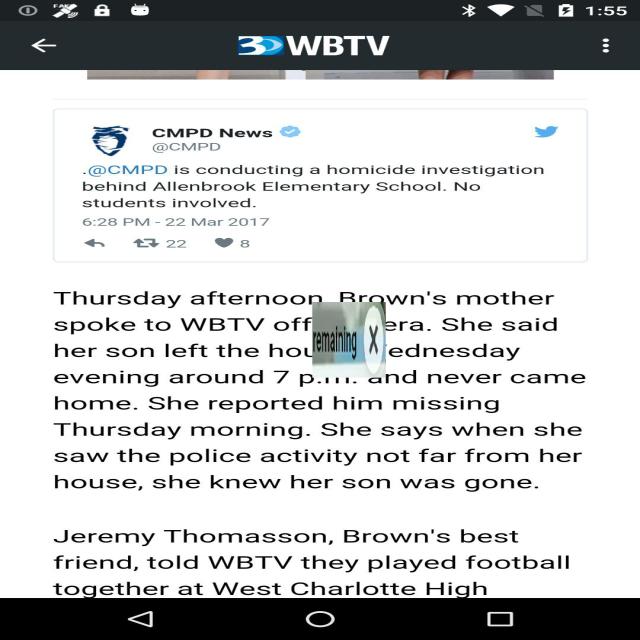 1:55
3D WBTV
CMPD News
@CMPD
.@CMPD is conducting a homicide investigation
behind Allenbrook Elementary School. No
students involved.
6:28 PM - 22 Mar 2017
22 8
Thursday afternoon, Brown's mother
spoke to WBTV off era. She said
her son left the ednesday
remaining X
evening around 7 p.m. and never came
home. She reported him missing
Thursday morning. She says when she
saw the police activity not far from her
house, she knew her son was gone.
Jeremy Thomasson, Brown's best
friend, told WBTV they played football
together at West Charlotte High